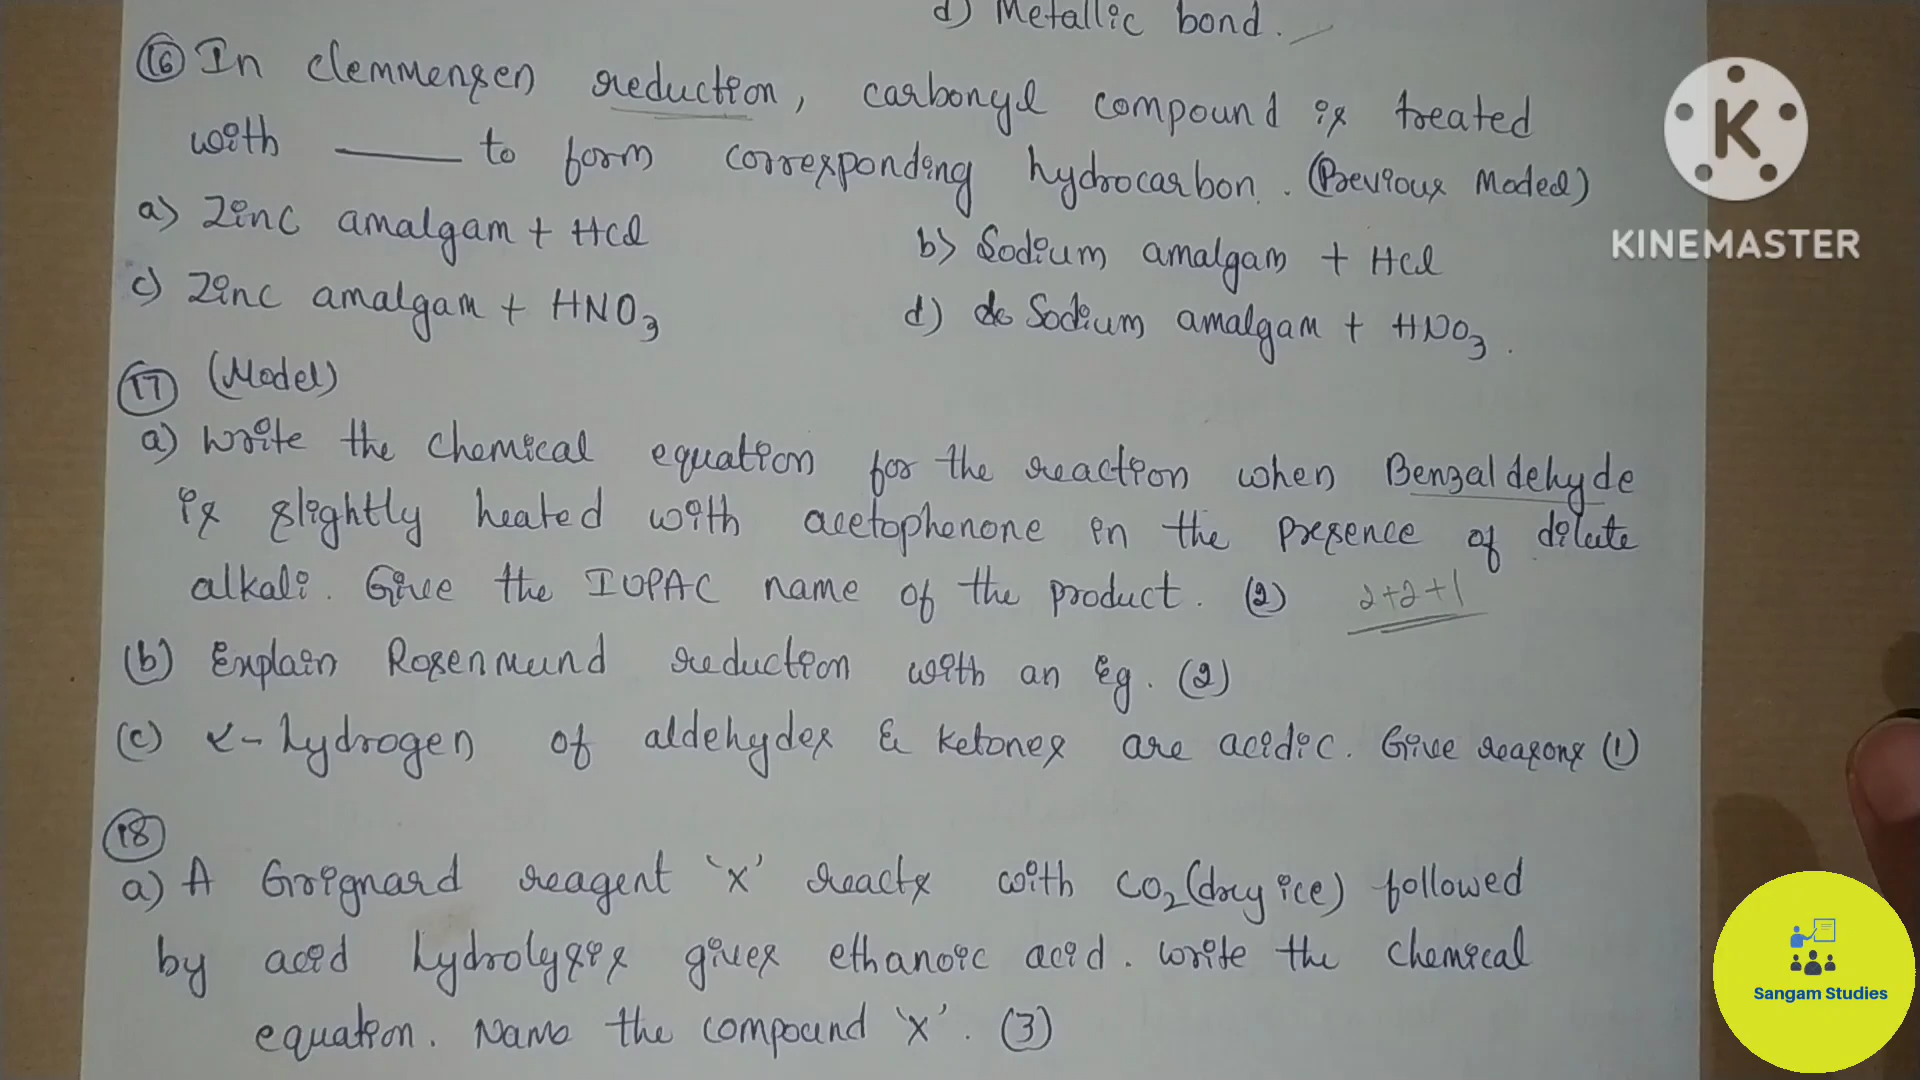 d) Metallic bond.
16 In clemmensen reduction, carbonyl compound is treated
with ____ to form corresponding hydrocarbon. (Previous Model)
a) Zinc amalgam + HCl
b) Sodium amalgam + HCl
c) Zinc amalgam + HNO3
d) Sodium amalgam + HNO3.
17 (Model)
a) Write the chemical equation for the reaction when Benzaldehyde
is slightly heated with acetophenone in the presence of dilute
alkali. Give the IUPAC name of the product. (2) 2+2+1
(b) Explain Rosenmund reduction with an Eg. (2)
(c) α-hydrogen of aldehydes & ketones are acidic. Give reasons (1)
18
a) A Grignard reagent 'X' reacts with CO2 (dry ice) followed
by acid hydrolysis gives ethanoic acid. Write the chemical
equation. Name the compound 'X'. (3)
K
KINEMASTER
Sangam Studies